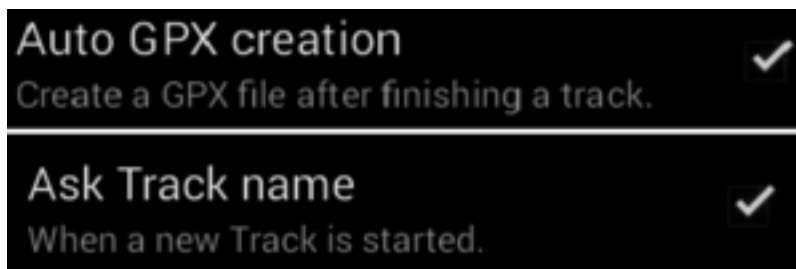 Auto GPX creation
Create a GPX file after finishing a track.
Ask Track name
When a new Track is started.